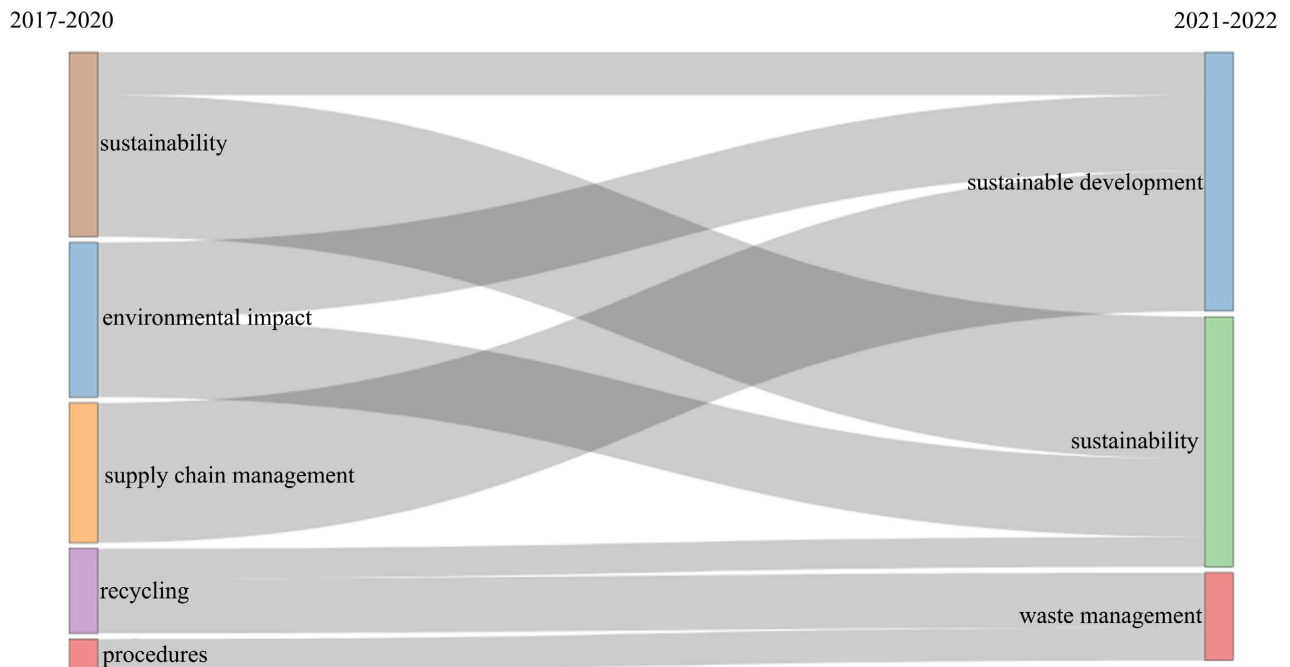 2017-2020
2021-2022
sustainability
sustainable development
environmental impact
sustainability
supply chain management
recycling
waste management
procedures